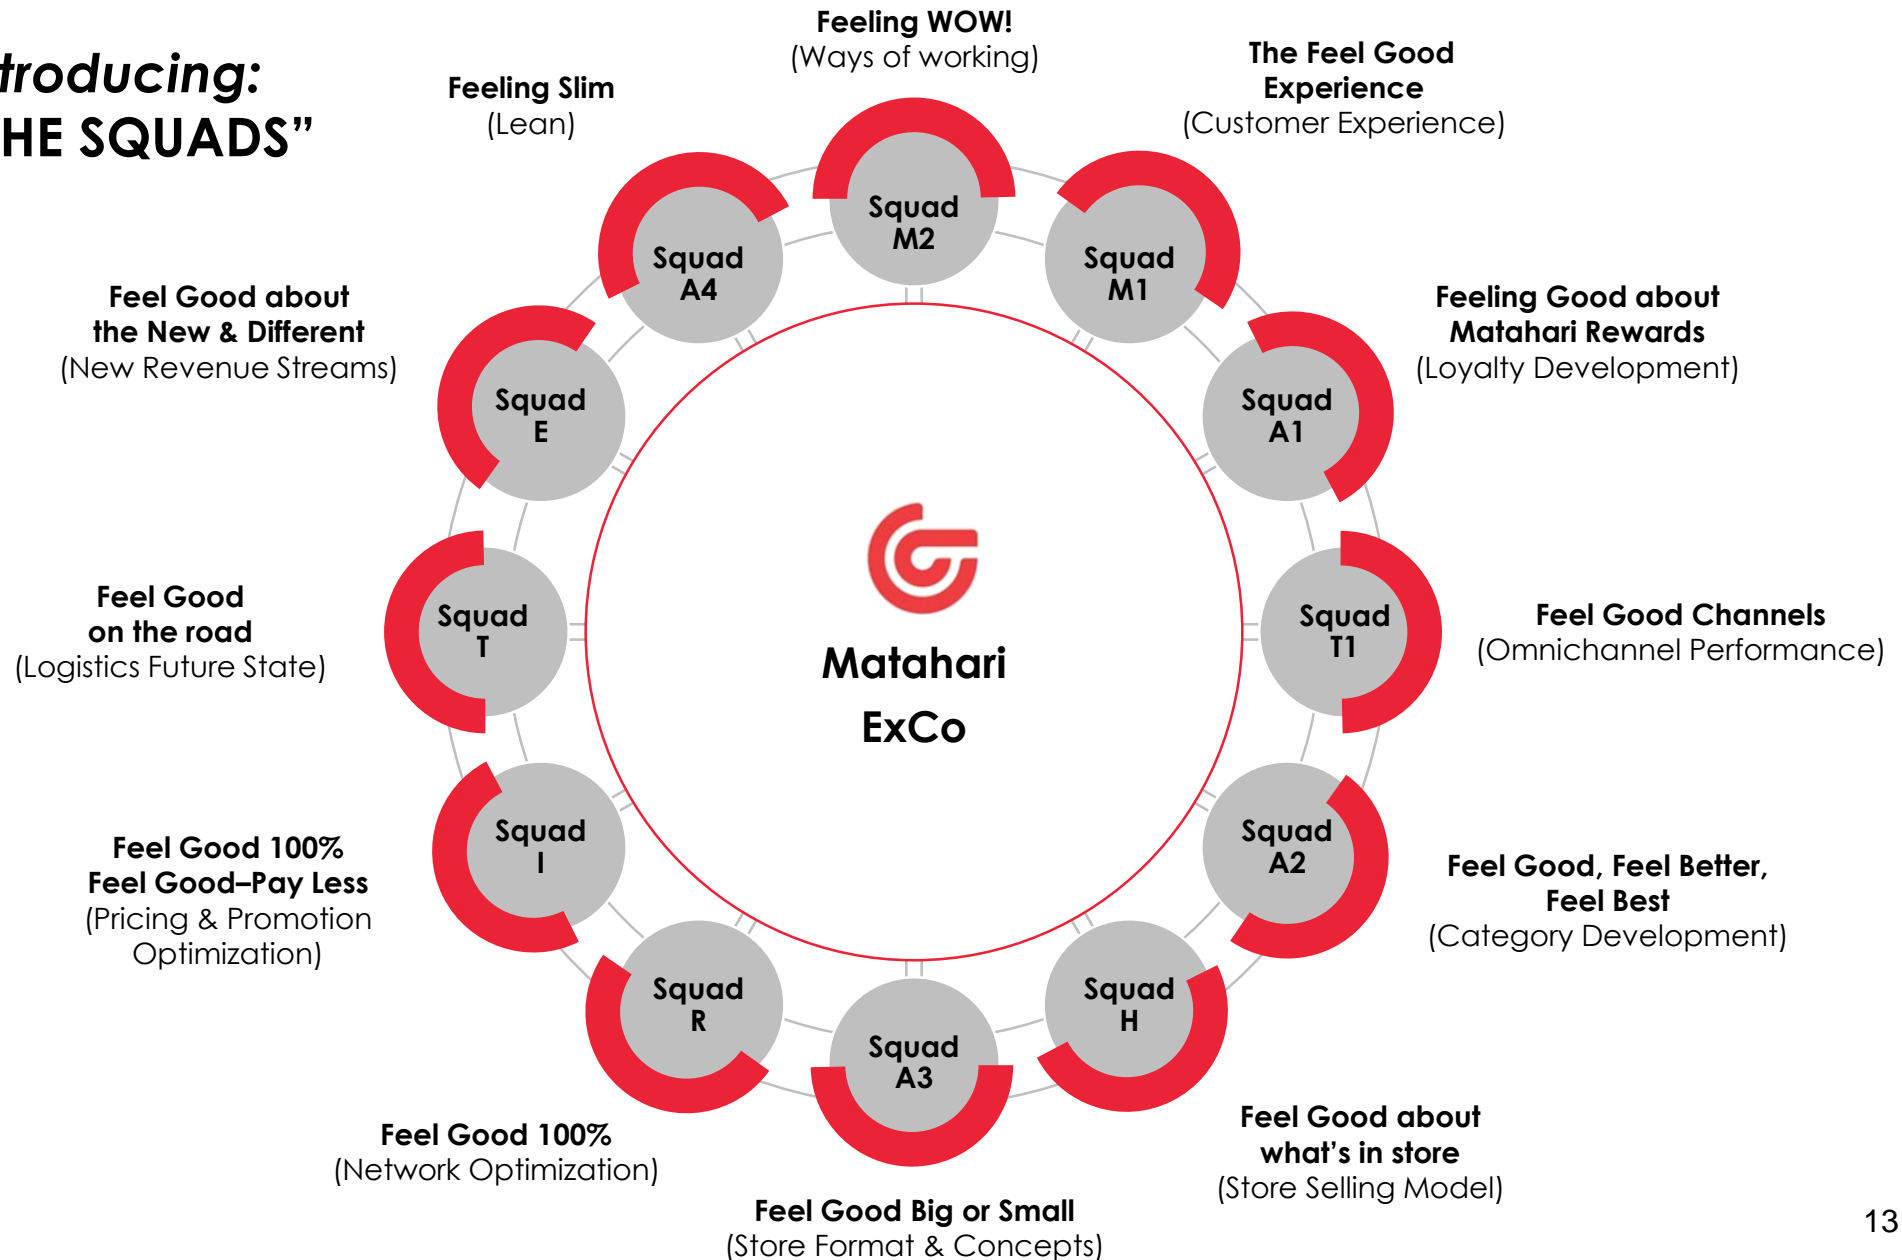 troducing:
HE SQUADS”
Feeling WOW!
(Ways of working)
The Feel Good
Experience
(Customer Experience)
Feeling Slim
(Lean)
Squad
M2
Squad
A4
Squad
M1
Feel Good about
the New & Different
(New Revenue Streams)
Feeling Good about
Matahari Rewards
(Loyalty Development)
Squad
E
Squad
A1
Feel Good
on the road
(Logistics Future State)
Squad
T
Matahari
ExCo
Squad
T1
Feel Good Channels
(Omnichannel Performance)
Feel Good 100%
Feel Good–Pay Less
(Pricing & Promotion
Optimization)
Squad
I
Squad
A2
Feel Good, Feel Better,
Feel Best
(Category Development)
Squad
R
Squad
A3
Squad
H
Feel Good 100%
(Network Optimization)
Feel Good about
what’s in store
(Store Selling Model)
Feel Good Big or Small
(Store Format & Concepts)
13